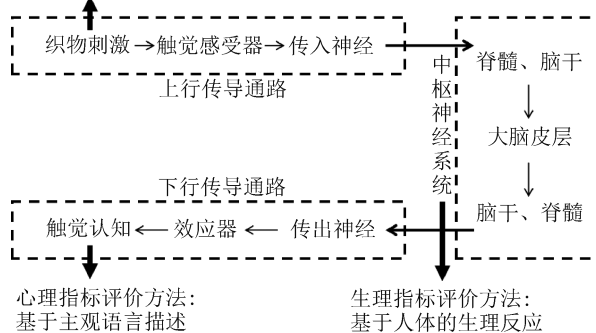 织物刺激→触觉感受器→传入神经
上行传导通路
中枢神经系统
脊髓、脑干
大脑皮层
脑干、脊髓
下行传导通路
触觉认知←效应器←传出神经
心理指标评价方法:
基于主观语言描述
生理指标评价方法:
基于人体的生理反应